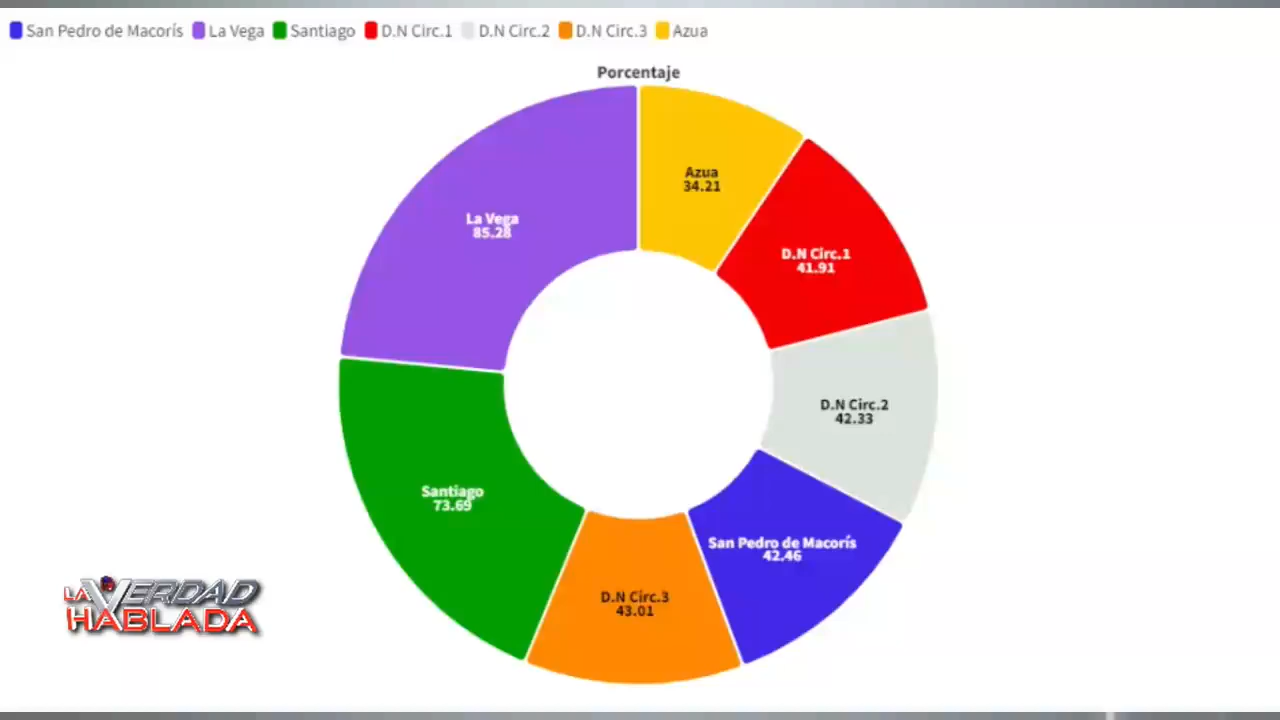 San Pedro de Macorís La Vega Santiago D.N Circ.1 D.N Circ.2 D.N Circ.3 Azua
Porcentaje
Azua
34.21
La Vega
85.28
D.N Circ.1
41.91
D.N Circ.2
42.33
Santiago
73.69
San Pedro de Macorís
42.46
D.N Circ.3
43.01
LA VERDAD
HABLADA